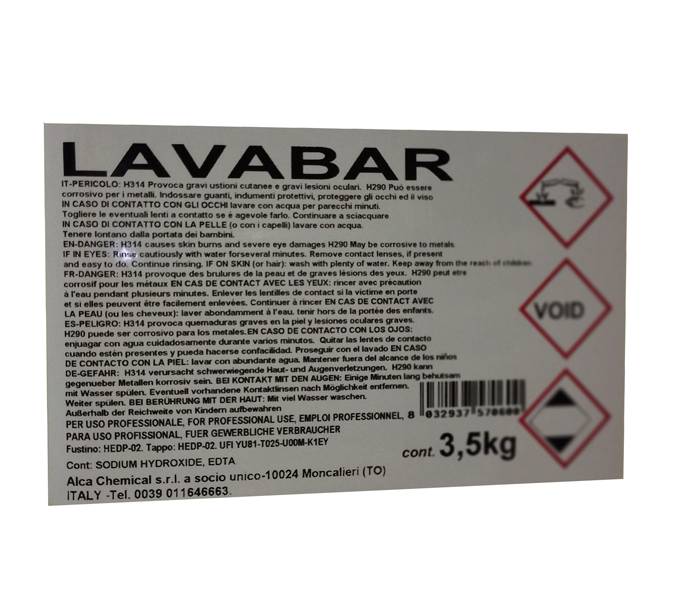 LAVABAR
IT-PERICOLO: H314 Provoca gravi ustioni cutanee e gravi lesioni oculari. H290 Può essere
corrosivo per i metalli. Indossare guanti, indumenti protettivi, proteggere gli occhi ed il viso
IN CASO DI CONTATTO CON GLI OCCHI lavare con acqua per parecchi minuti.
Togliere le eventuali lenti a contatto se è agevole farlo. Continuare a sciacquare
IN CASO DI CONTATTO CON LA PELLE (o con i capelli) lavare con acqua.
Tenere lontano dalla portata dei bambini.
EN-DANGER: H314 causes skin burns and severe eye damages H290 May be corrosive to metals
IF IN EYES: Rinse cautiously with water forseveral minutes. Remove contact lenses, if present
and easy to do. Continue rinsing. IF ON SKIN (or hair): wash with plenty of water. Keep away from the reach of children
FR-DANGER: H314 provoque des brulures de la peau et de graves lésions des yeux. H290 peut etre
corrosif pour les métaux EN CAS DE CONTACT AVEC LES YEUX: rincer avec précaution
à l'eau pendant plusieurs minutes. Enlever les lentilles de contact si la victime en porte
et si elles peuvent être facilement enlevées. Continuer à rincer EN CAS DE CONTACT AVEC
LA PEAU (ou les cheveux): laver abondamment à l'eau. tenir hors de la portée des enfants.
ES-PELIGRO: H314 provoca quemaduras graves en la piel y lesiones oculares graves.
H290 puede ser corrosivo para los metales.EN CASO DE CONTACTO CON LOS OJOS:
enjuagar con agua cuidadosamente durante varios minutos. Quitar las lentes de contacto
cuando estén presentes y pueda hacerse confacilidad. Proseguir con el lavado EN CASO
DE CONTACTO CON LA PIEL: lavar con abundante agua. Mantener fuera del alcance de los niños
DE-GEFAHR: H314 verursacht schwerwiegende Haut- und Augenverletzungen. H290 kann
gegenueber Metallen korrosiv sein. BEI KONTAKT MIT DEN AUGEN: Einige Minuten lang behutsam
mit Wasser spülen. Eventuell vorhandene Kontaktlinsen nach Möglichkeit entfernen.
Weiter spülen. BEI BERÜHRUNG MIT DER HAUT: Mit viel Wasser waschen.
Außerhalb der Reichweite von Kindern aufbewahren
PER USO PROFESSIONALE, FOR PROFESSIONAL USE, EMPLOI PROFESSIONNEL,
PARA USO PROFISSIONAL, FUER GEWERBLICHE VERBRAUCHER
Fustino: HEDP-02. Tappo: HEDP-02. UFI YU81-T025-U00M-K1EY
Cont: SODIUM HYDROXIDE, EDTA
Alca Chemical s.r.l. a socio unico-10024 Moncalieri (TO)
ITALY -Tel. 0039 011646663.
VOID
8 032937 570600
cont. 3,5kg